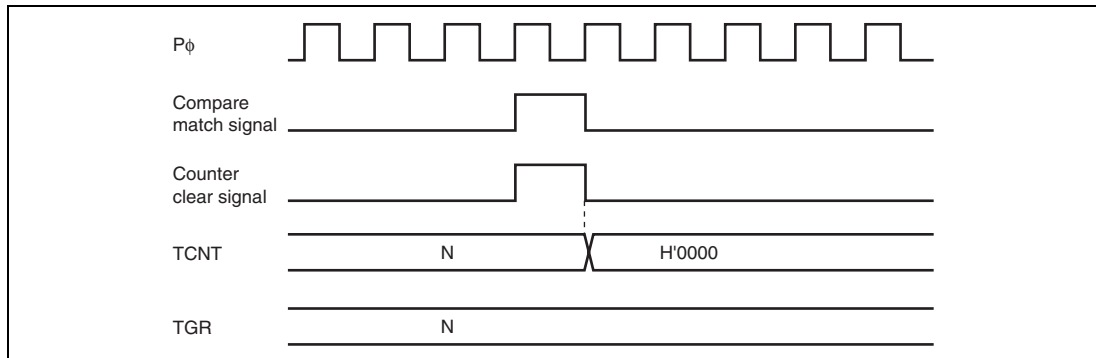 Pϕ
Compare
match signal
Counter
clear signal
TCNT
N
H'0000
TGR
N